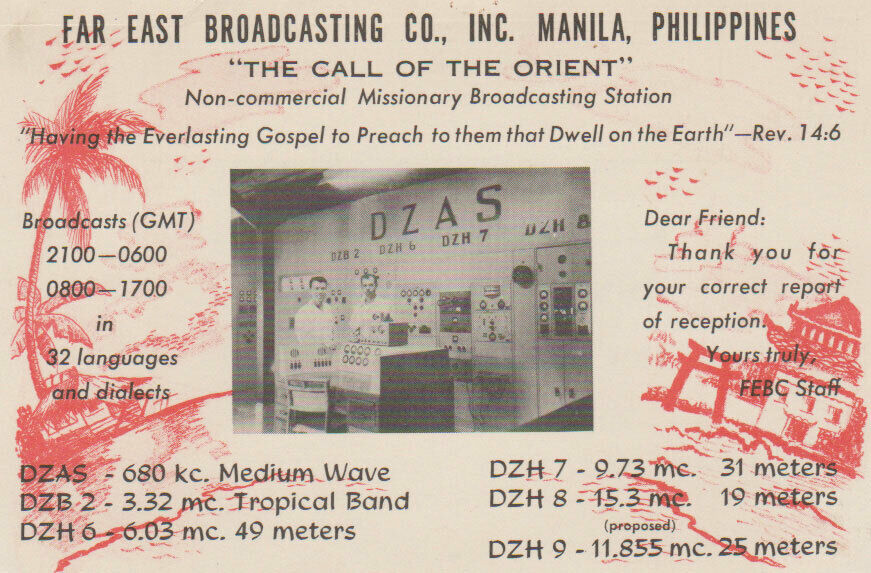 FAR EAST BROADCASTING CO., INC. MANILA, PHILIPPINES
"THE CALL OF THE ORIENT"
Non-commercial Missionary Broadcasting Station
"Having the Everlasting Gospel to Preach to them that Dwell on the Earth"—Rev. 14:6
Broadcasts (GMT)
2100—0600
0800—1700
in
32 languages
and dialects
DZAS
DZB 2 DZH 6 DZH 7 DZH 8
Dear Friend:
Thank you for
your correct report
of reception.
Yours truly,
FEBC Staff
DZAS - 680 kc. Medium Wave
DZB 2 - 3.32 mc. Tropical Band
DZH 6 - 6.03 mc. 49 meters
DZH 7 - 9.73 mc. 31 meters
DZH 8 - 15.3 mc. 19 meters
(proposed)
DZH 9 - 11.855 mc. 25 meters